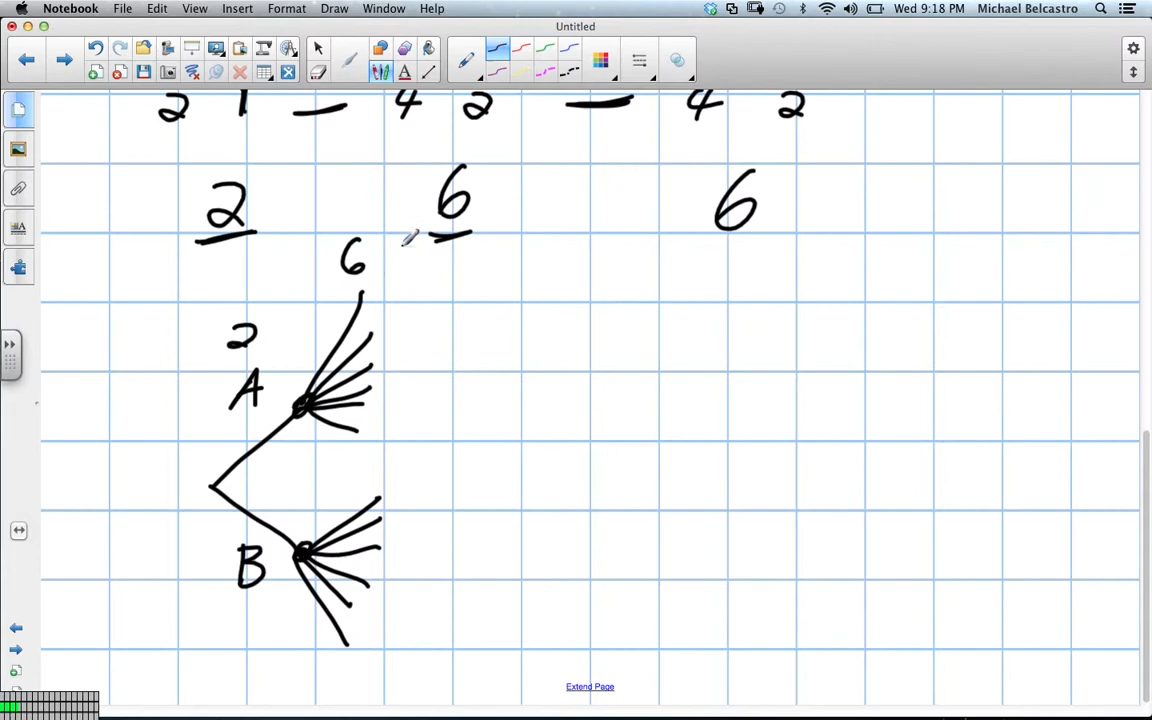 Notebook File Edit View Insert Format Draw Window Help Wed 9:18 PM Michael Belcastro
Untitled
2 1 — 4 2 — 4 2
2 6 6
6
2
A
B
Extend Page